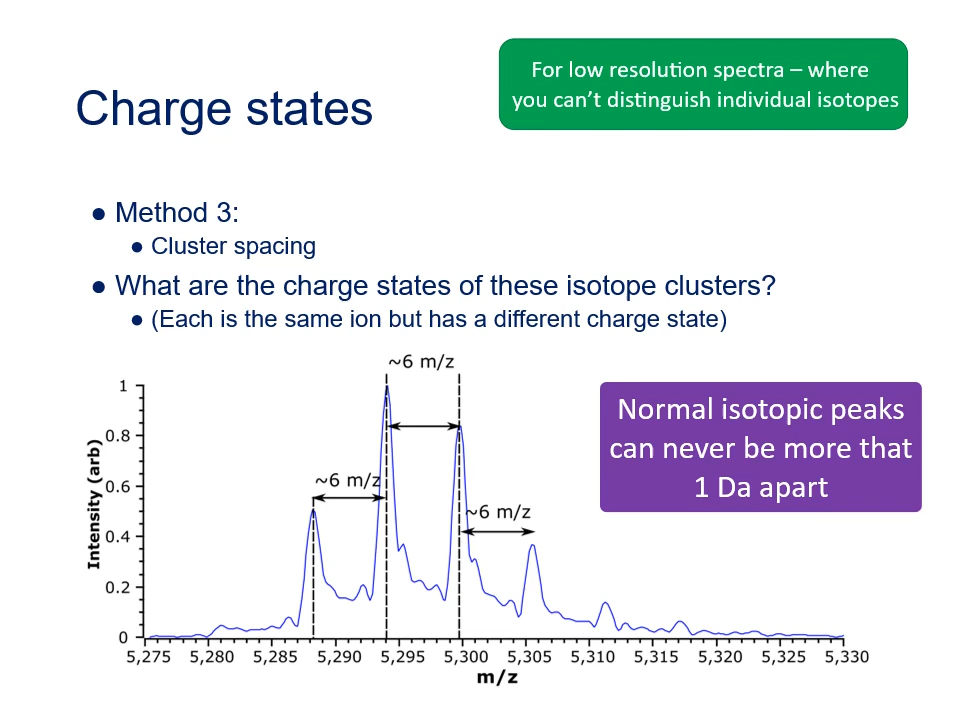 For low resolution spectra – where
you can't distinguish individual isotopes
Charge states
● Method 3:
● Cluster spacing
● What are the charge states of these isotope clusters?
● (Each is the same ion but has a different charge state)
~6 m/z
~6 m/z
~6 m/z
Normal isotopic peaks
can never be more that
1 Da apart
Intensity (arb)
1
0.8
0.6
0.4
0.2
0
5,275 5,280 5,285 5,290 5,295 5,300 5,305 5,310 5,315 5,320 5,325 5,330
m/z